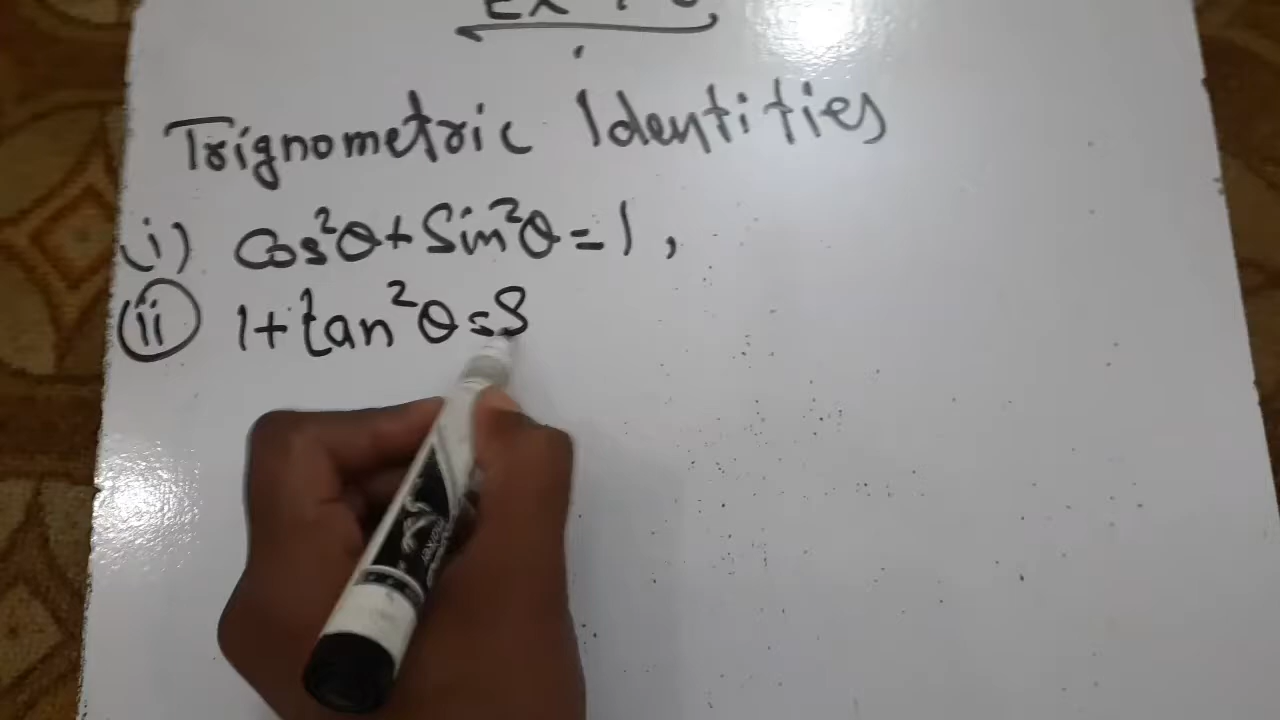 Trignometric Identities
(i) Cos²θ + Sin²θ = 1 ,
(ii) 1 + tan²θ = S